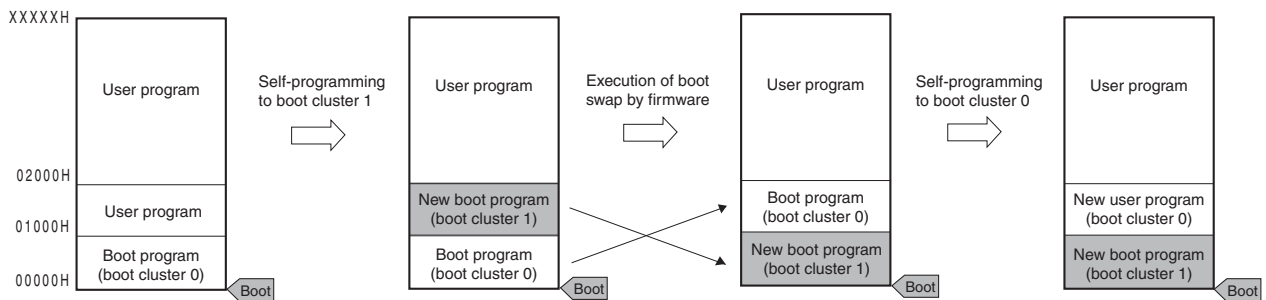 XXXXXH
User program
02000H
User program
01000H
Boot program
(boot cluster 0)
00000H
Boot
Self-programming
to boot cluster 1
User program
New boot program
(boot cluster 1)
Boot program
(boot cluster 0)
Boot
Execution of boot
swap by firmware
User program
Boot program
(boot cluster 0)
New boot program
(boot cluster 1)
Boot
Self-programming
to boot cluster 0
User program
New user program
(boot cluster 0)
New boot program
(boot cluster 1)
Boot